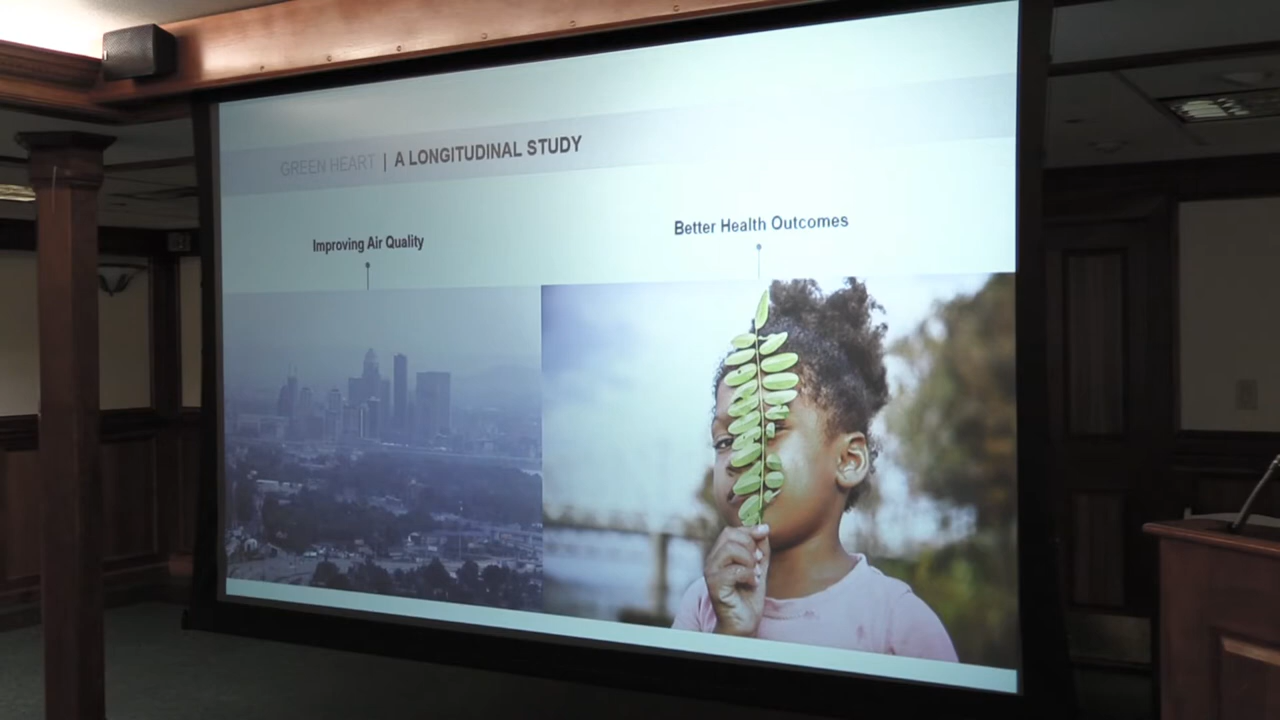 GREEN HEART | A LONGITUDINAL STUDY
Improving Air Quality
Better Health Outcomes